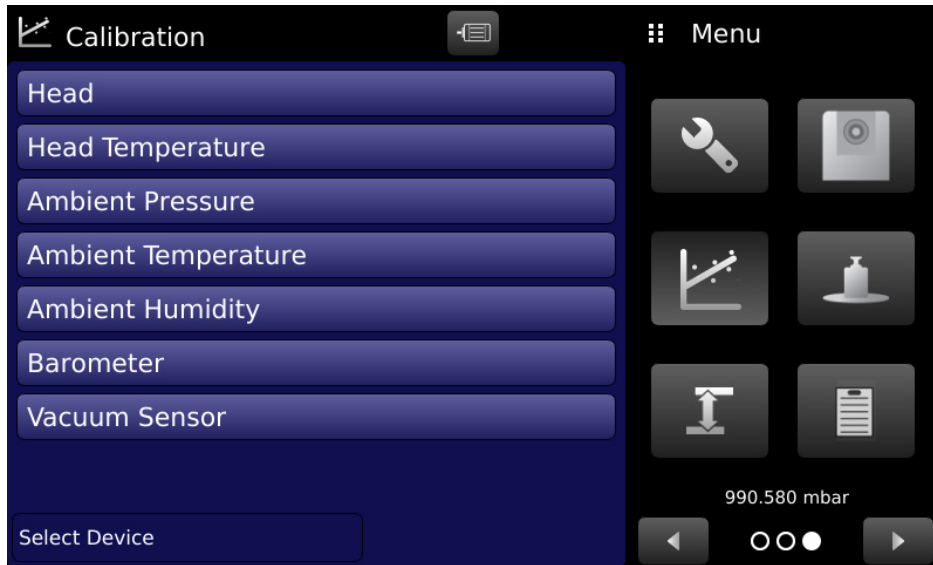 Calibration
Head
Head Temperature
Ambient Pressure
Ambient Temperature
Ambient Humidity
Barometer
Vacuum Sensor
Select Device
Menu
990.580 mbar